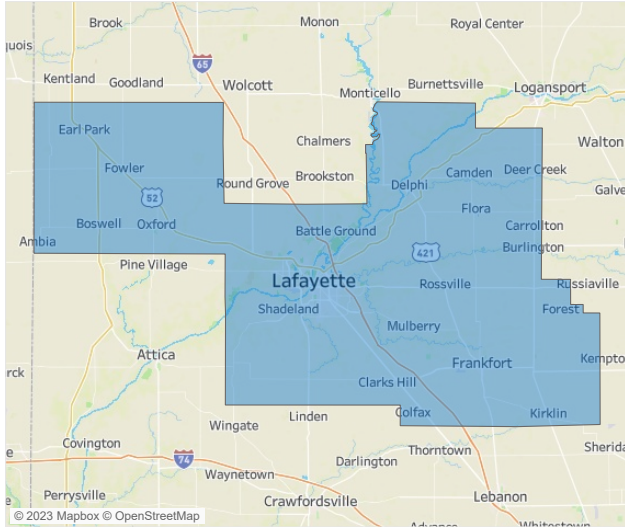 Brook
Monon
Royal Center
quois
65
Kentland
Goodland
Wolcott
Monticello
Burnettsville
Logansport
Earl Park
Chalmers
Walton
Fowler
Round Grove
Brookston
Delphi
Camden
Deer Creek
Galve
52
Flora
Boswell
Oxford
Battle Ground
Carrollton
Ambia
421
Burlington
Pine Village
Lafayette
Rossville
Russiaville
Shadeland
Forest
Mulberry
Attica
Frankfort
Kempto
rck
Clarks Hill
Linden
Colfax
Kirklin
Wingate
Covington
Thorntown
Sherida
74
Darlington
Waynetown
Perrysville
Crawfordsville
Lebanon
© 2023 Mapbox © OpenStreetMap
Advance
Whitestown